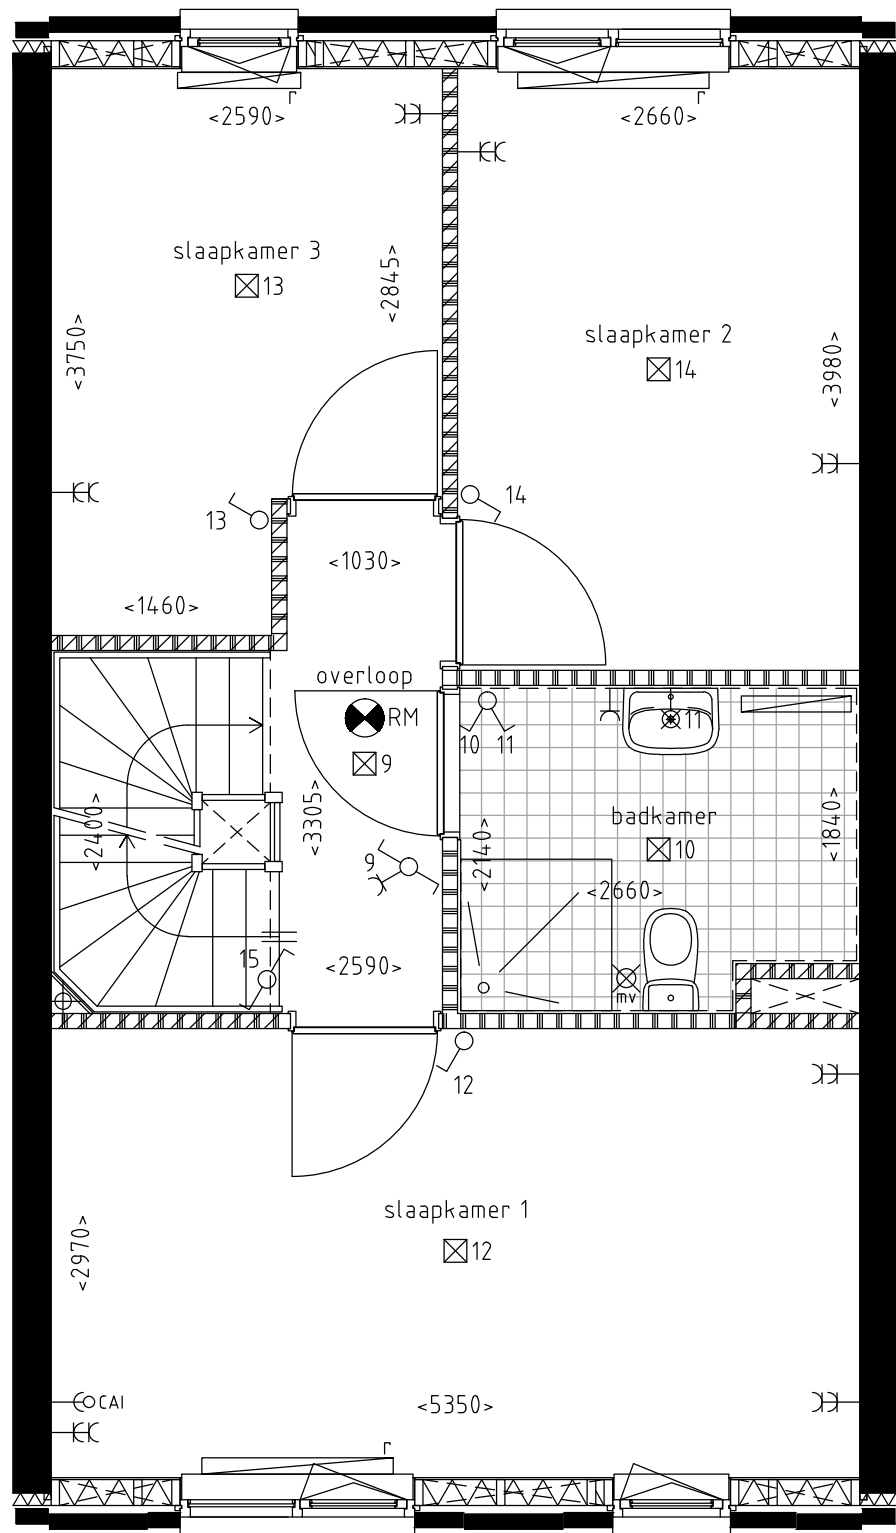 r
r
<2590>
<2660>
slaapkamer 3
13
<2845>
<3750>
slaapkamer 2
14
<3980>
13
14
<1030>
<1460>
overloop
RM
9
10
11
11
<2400>
<3305>
<2140>
badkamer
10
<1840>
9
<2660>
15
<2590>
mv
12
slaapkamer 1
12
<2970>
CAI
<5350>
r